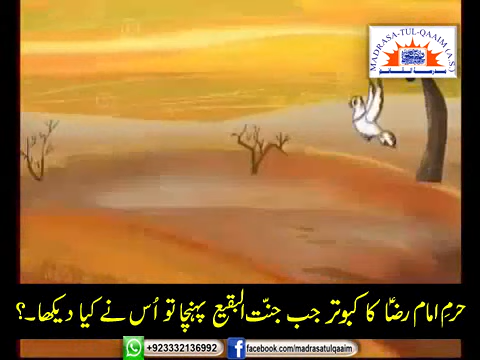 MADRASA-TUL-QAAIM (A.S.)
حرمِ امام رضاؑ کا کبوتر جب جنّت البقیع پہنچا تو اُس نے کیا دیکھا۔؟
+923332136992
facebook.com/madrasatulqaaim